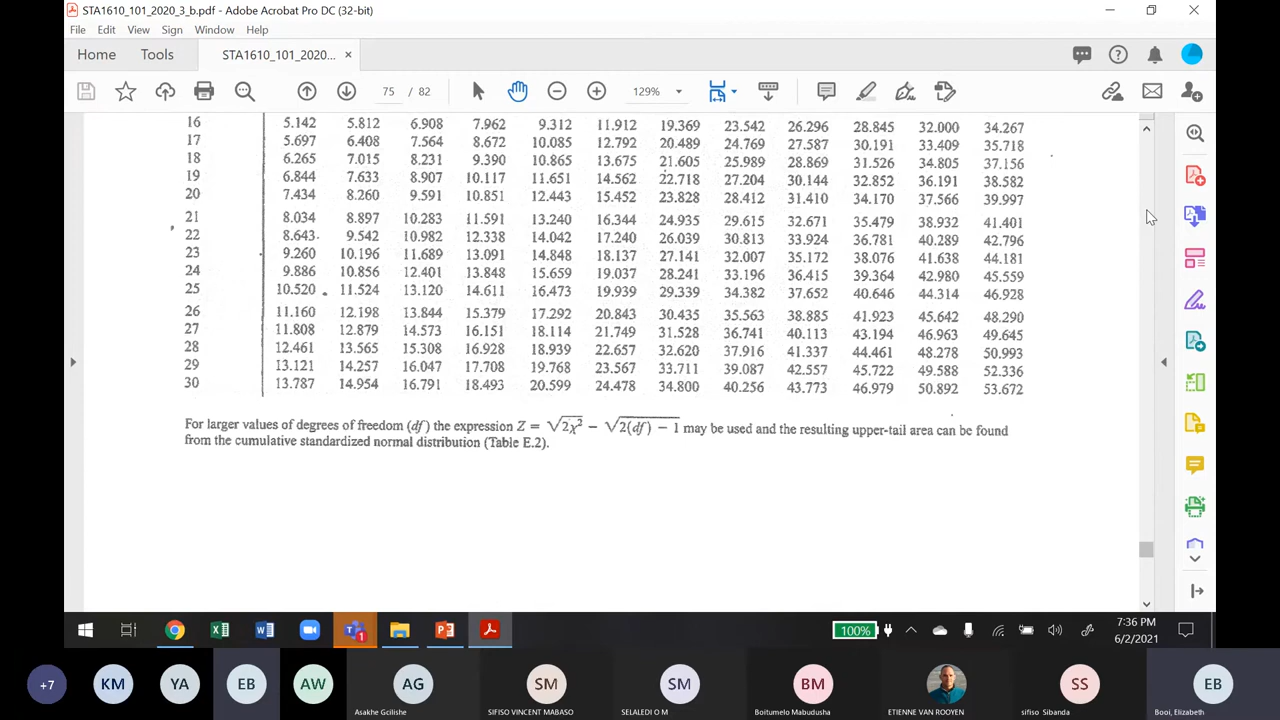 STA1610_101_2020_3_b.pdf - Adobe Acrobat Pro DC (32-bit)
File Edit View Sign Window Help
Home Tools STA1610_101_2020... ×
75 / 82 129%
16 5.142 5.812 6.908 7.962 9.312 11.912 19.369 23.542 26.296 28.845 32.000 34.267
17 5.697 6.408 7.564 8.672 10.085 12.792 20.489 24.769 27.587 30.191 33.409 35.718
18 6.265 7.015 8.231 9.390 10.865 13.675 21.605 25.989 28.869 31.526 34.805 37.156
19 6.844 7.633 8.907 10.117 11.651 14.562 22.718 27.204 30.144 32.852 36.191 38.582
20 7.434 8.260 9.591 10.851 12.443 15.452 23.828 28.412 31.410 34.170 37.566 39.997
21 8.034 8.897 10.283 11.591 13.240 16.344 24.935 29.615 32.671 35.479 38.932 41.401
22 8.643 9.542 10.982 12.338 14.042 17.240 26.039 30.813 33.924 36.781 40.289 42.796
23 9.260 10.196 11.689 13.091 14.848 18.137 27.141 32.007 35.172 38.076 41.638 44.181
24 9.886 10.856 12.401 13.848 15.659 19.037 28.241 33.196 36.415 39.364 42.980 45.559
25 10.520 11.524 13.120 14.611 16.473 19.939 29.339 34.382 37.652 40.646 44.314 46.928
26 11.160 12.198 13.844 15.379 17.292 20.843 30.435 35.563 38.885 41.923 45.642 48.290
27 11.808 12.879 14.573 16.151 18.114 21.749 31.528 36.741 40.113 43.194 46.963 49.645
28 12.461 13.565 15.308 16.928 18.939 22.657 32.620 37.916 41.337 44.461 48.278 50.993
29 13.121 14.257 16.047 17.708 19.768 23.567 33.711 39.087 42.557 45.722 49.588 52.336
30 13.787 14.954 16.791 18.493 20.599 24.478 34.800 40.256 43.773 46.979 50.892 53.672
For larger values of degrees of freedom (df) the expression Z = √2χ² − √2(df) − 1 may be used and the resulting upper-tail area can be found
from the cumulative standardized normal distribution (Table E.2).
100% 7:36 PM
6/2/2021
+7 KM YA EB AW AG SM SM BM SS EB
Asakhe Gcilishe SIFISO VINCENT MABASO SELALEDI O M Boitumelo Mabudusha ETIENNE VAN ROOYEN sifiso Sibanda Booi, Elizabeth